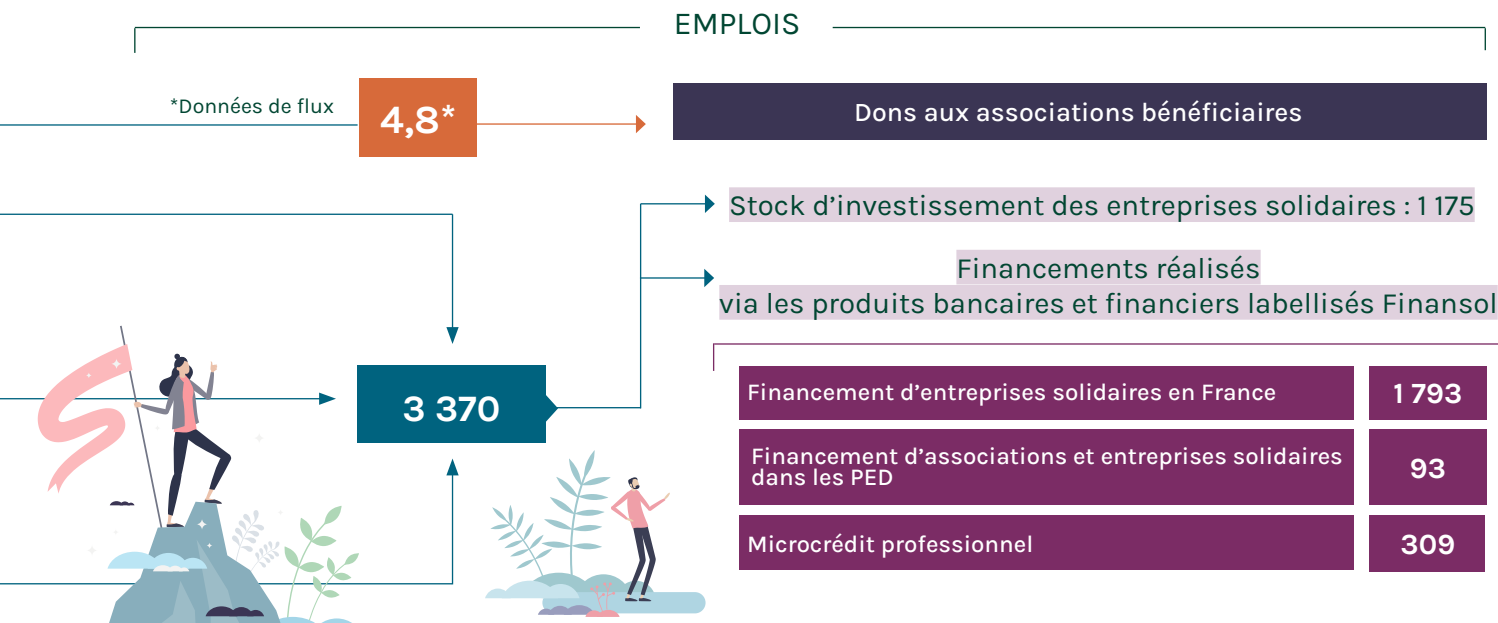 EMPLOIS
*Données de flux
4,8*
Dons aux associations bénéficiaires
Stock d’investissement des entreprises solidaires : 1 175
Financements réalisés
via les produits bancaires et financiers labellisés Finansol
3 370
Financement d’entreprises solidaires en France
1 793
Financement d’associations et entreprises solidaires
dans les PED
93
Microcrédit professionnel
309